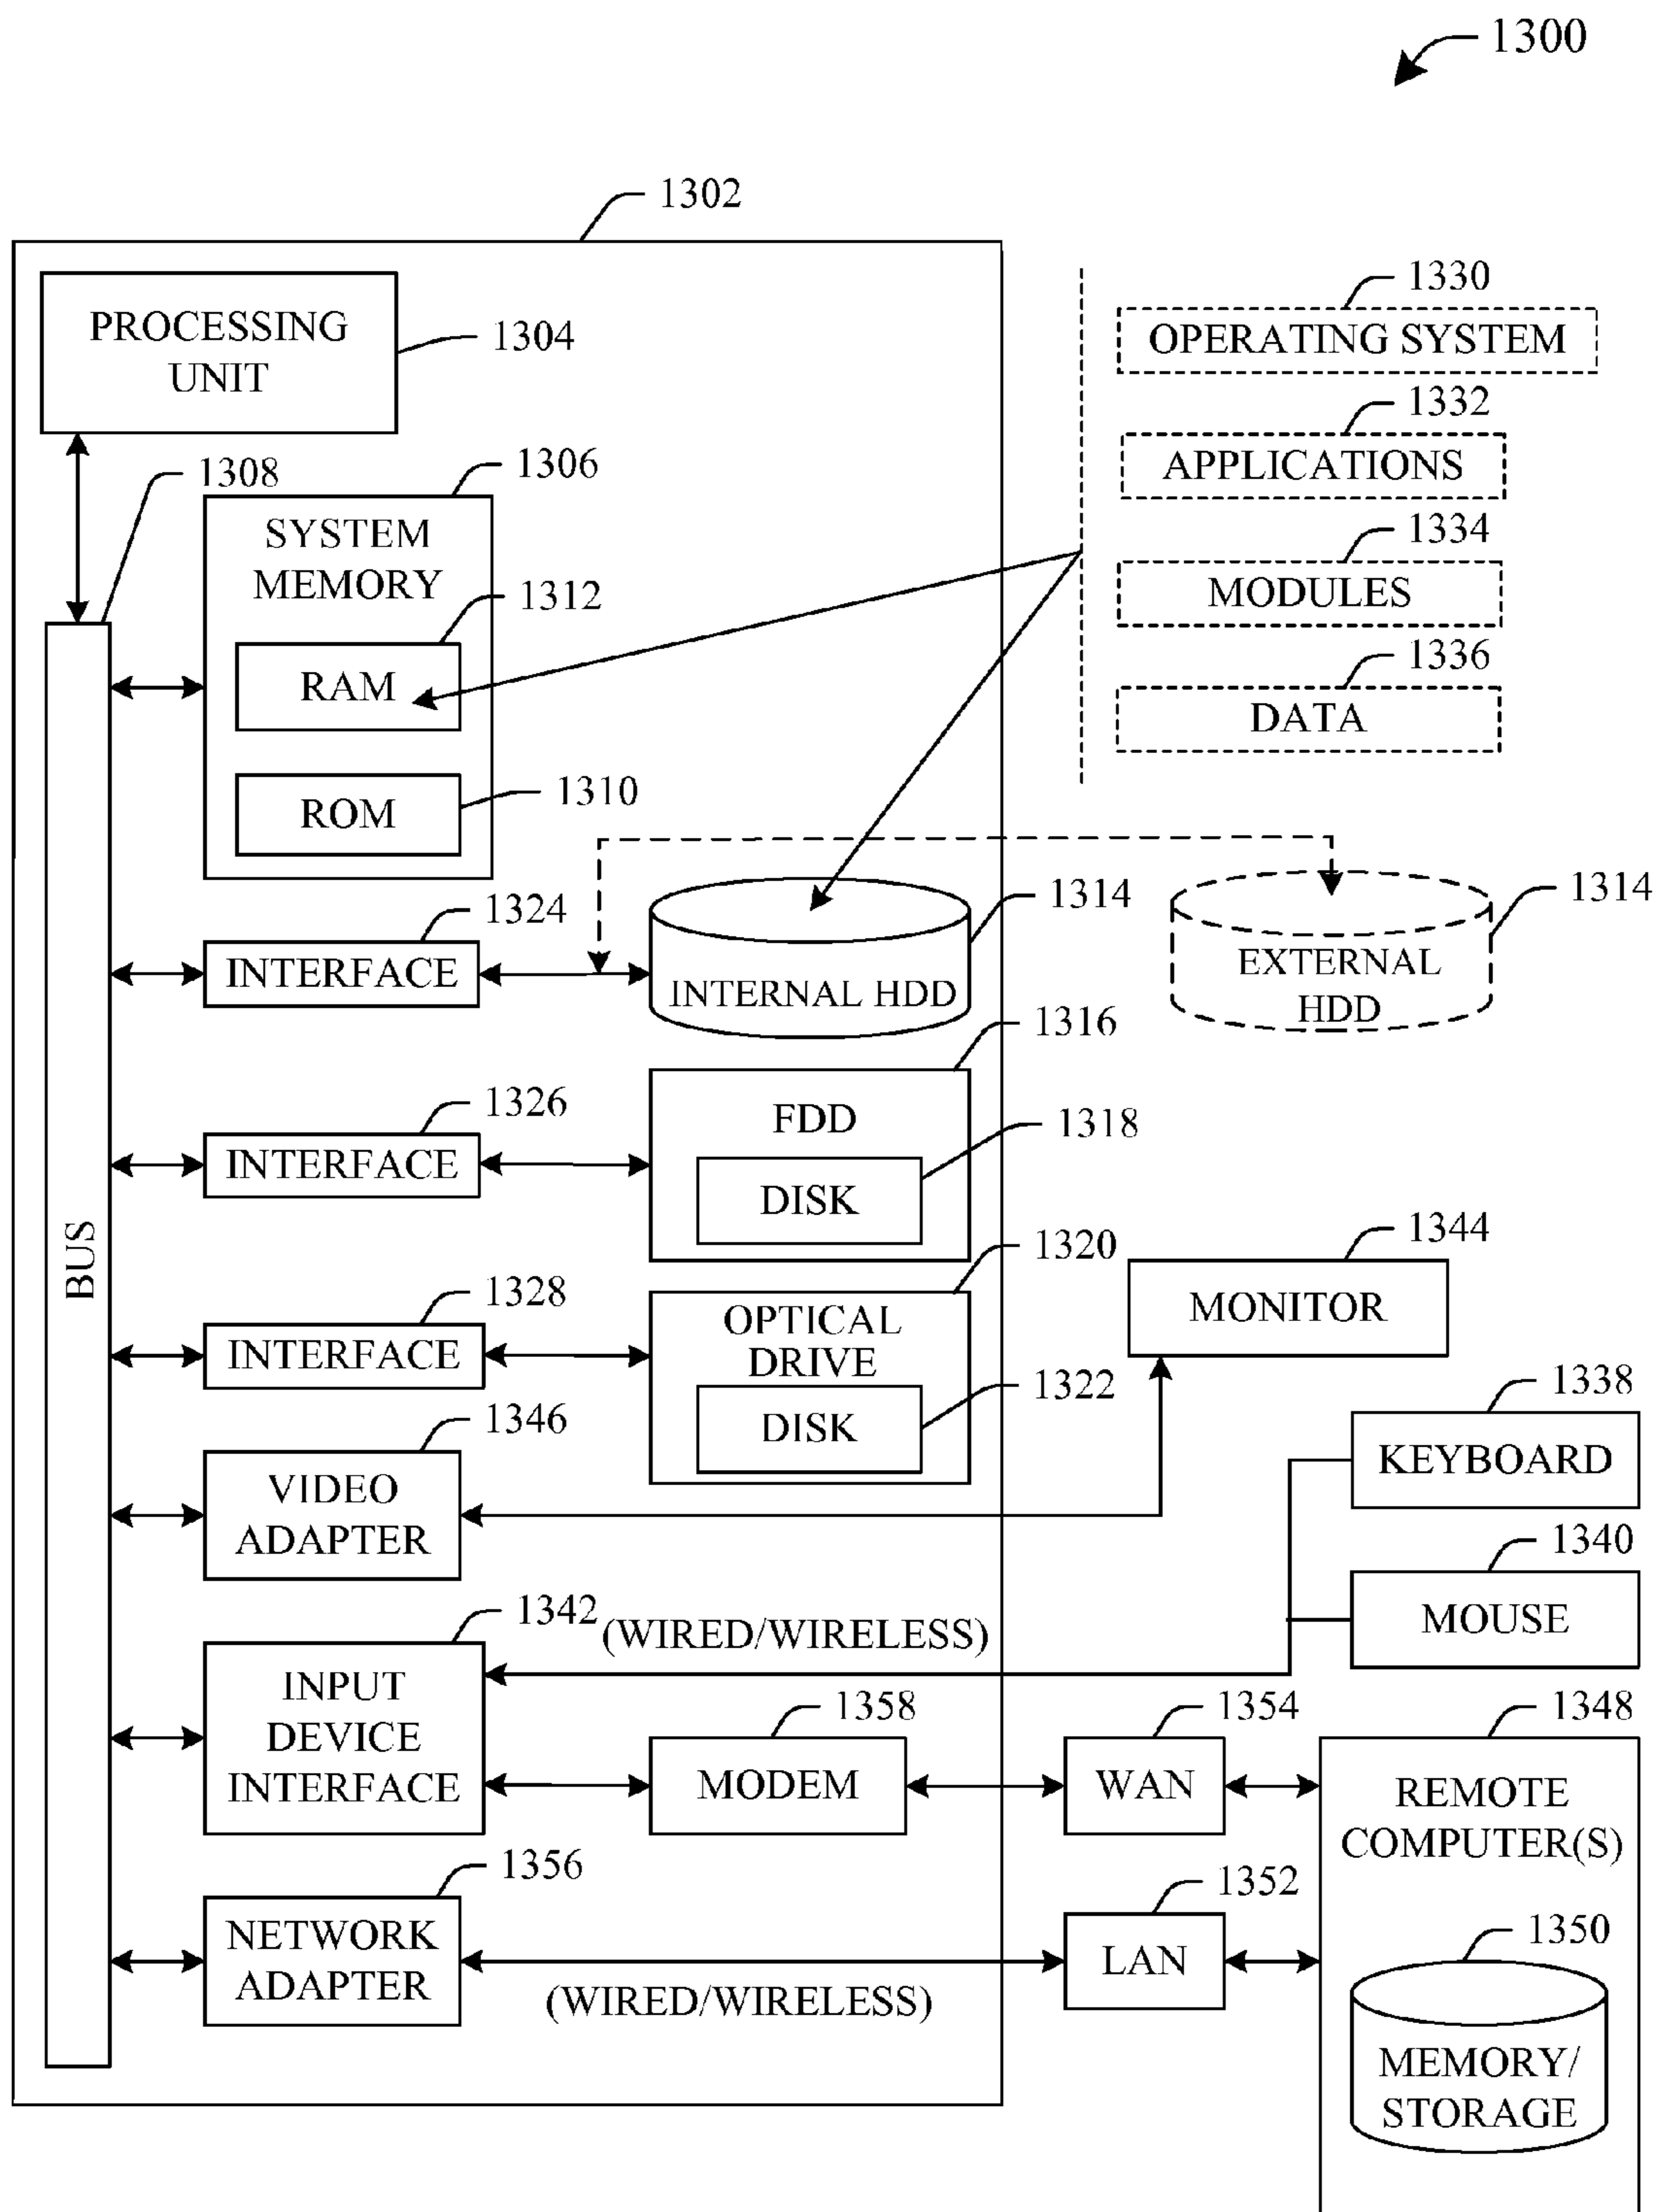 1300
1302
PROCESSING
UNIT
1304
1330
OPERATING SYSTEM
1332
APPLICATIONS
1334
MODULES
1336
DATA
1308
1306
SYSTEM
MEMORY
1312
RAM
ROM
1310
1324
INTERFACE
INTERNAL HDD
1314
EXTERNAL
HDD
1314
1316
1326
INTERFACE
FDD
1318
DISK
BUS
1320
1328
INTERFACE
OPTICAL
DRIVE
1322
DISK
1344
MONITOR
1338
KEYBOARD
1346
VIDEO
ADAPTER
1340
MOUSE
1342
(WIRED/WIRELESS)
INPUT
DEVICE
INTERFACE
1358
MODEM
1354
WAN
1348
REMOTE
COMPUTER(S)
1356
NETWORK
ADAPTER
(WIRED/WIRELESS)
1352
LAN
1350
MEMORY/
STORAGE